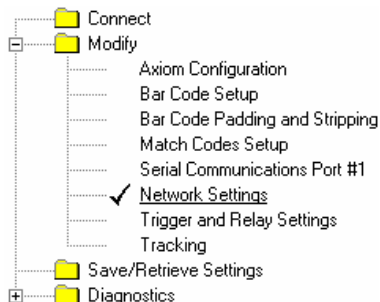 Connect
Modify
Axiom Configuration
Bar Code Setup
Bar Code Padding and Stripping
Match Codes Setup
Serial Communications Port #1
Network Settings
Trigger and Relay Settings
Tracking
Save/Retrieve Settings
Diagnostics